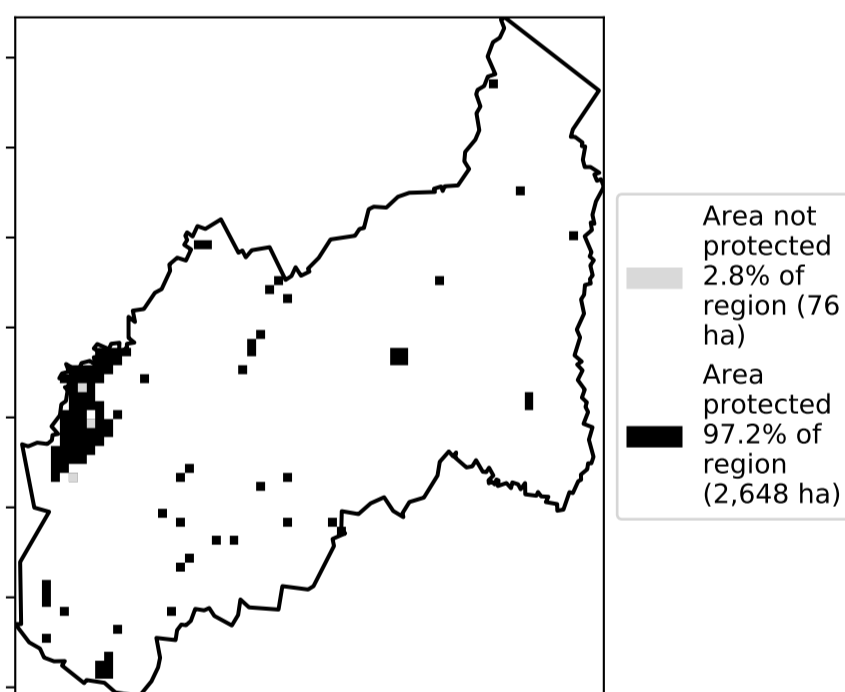 Area not
protected
2.8% of
region (76
ha)
Area
protected
97.2% of
region
(2,648 ha)